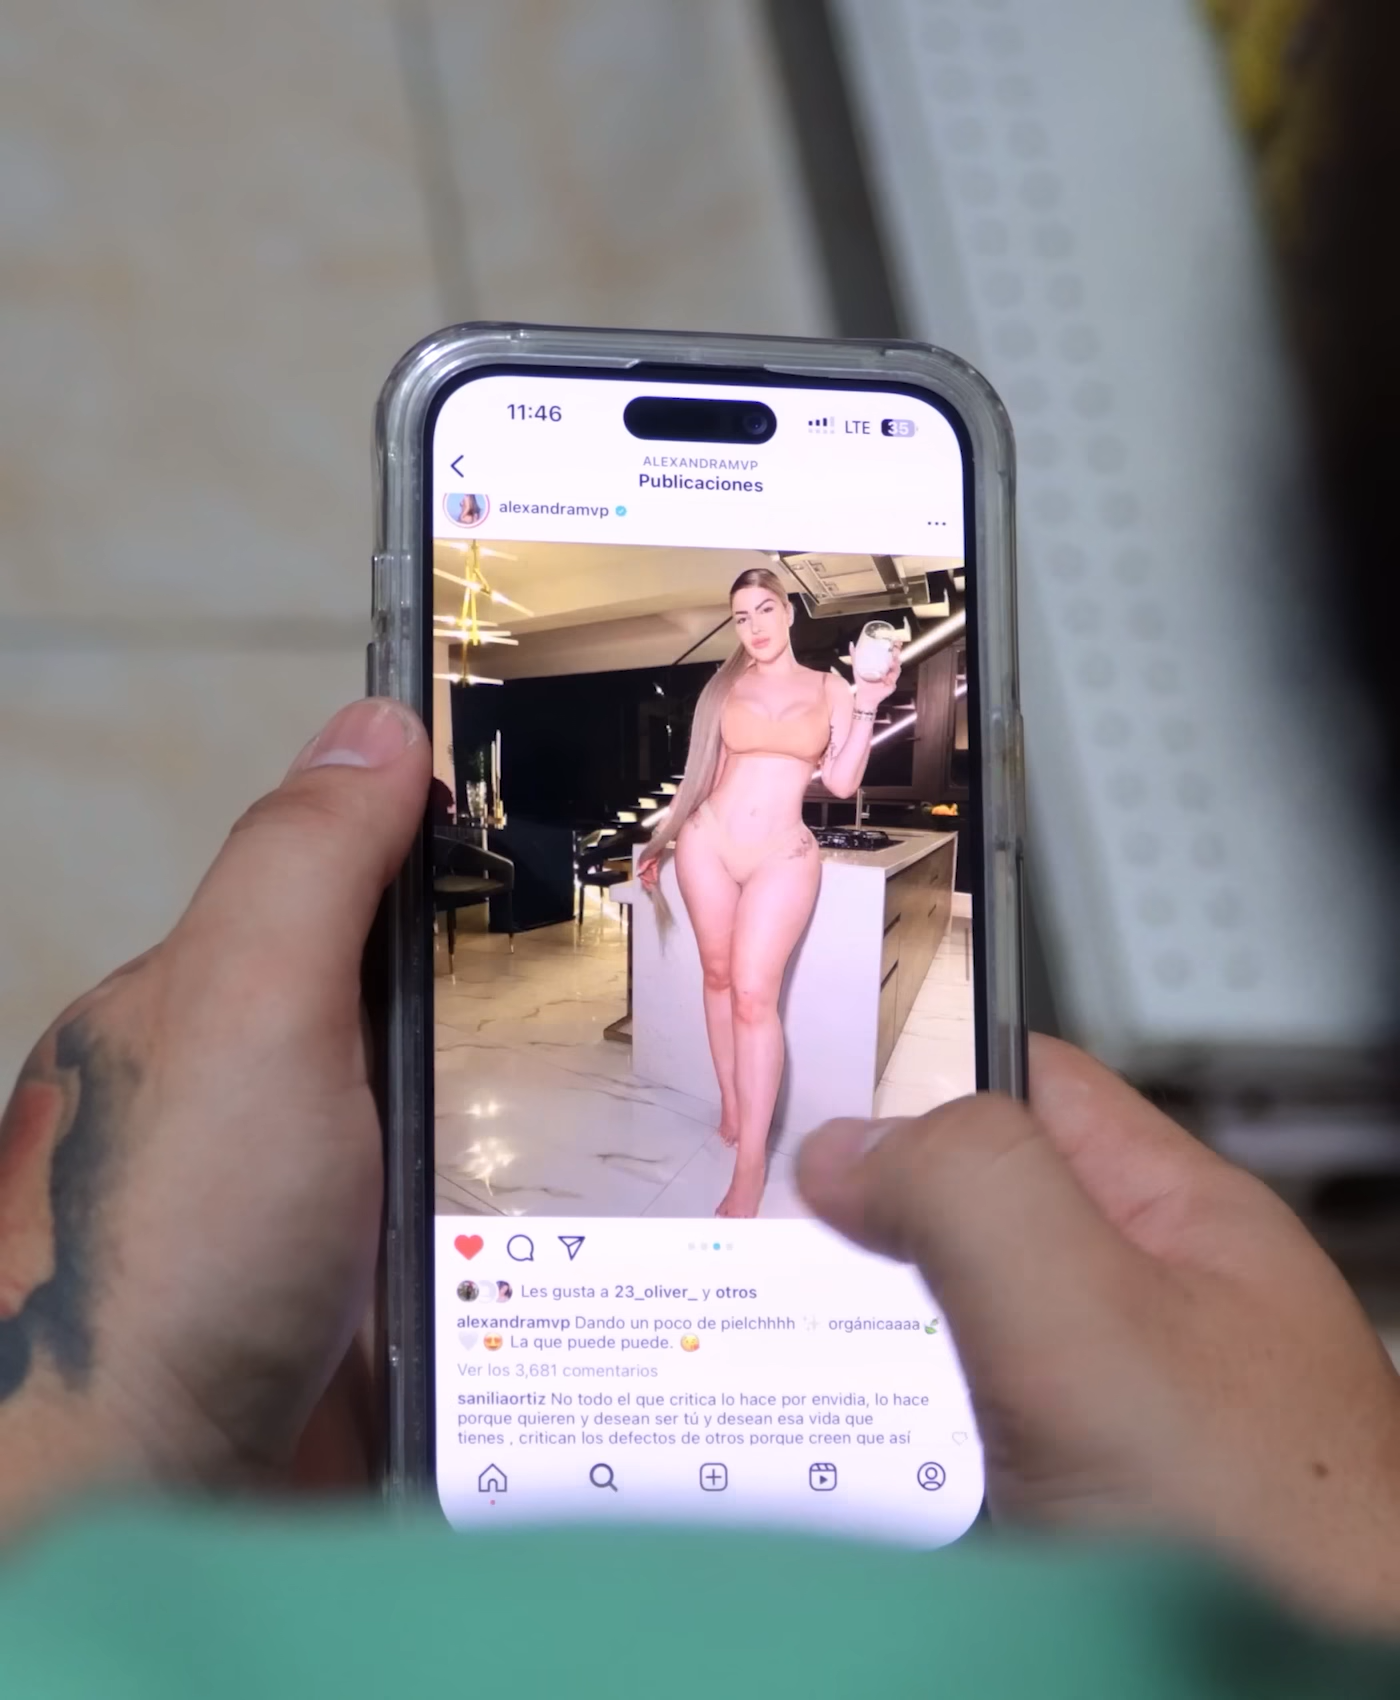 11:46 LTE 35
ALEXANDRAMVP
Publicaciones
alexandramvp
Les gusta a 23_oliver_ y otros
alexandramvp Dando un poco de pielchhhh ✨ orgánicaaaa🍃
🤍 😍 La que puede puede. 😘
Ver los 3,681 comentarios
saniliaortiz No todo el que critica lo hace por envidia, lo hace
porque quieren y desean ser tú y desean esa vida que
tienes , critican los defectos de otros porque creen que así